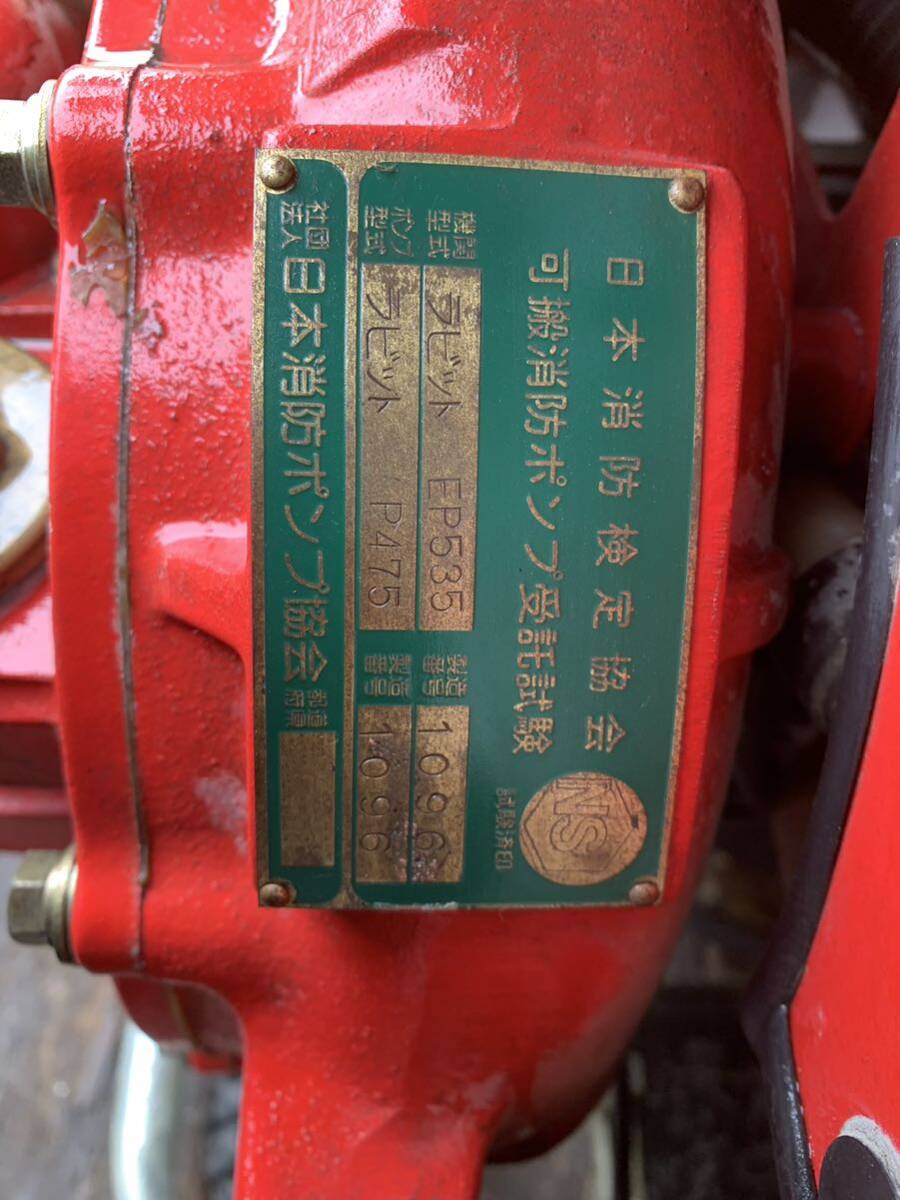 日本消防検定協会
可搬消防ポンプ受託試験
NS
試験済印
機関型式 ラビット EP535 製造番号 1096
ポンプ型式 ラビット P475 製造番号 1096
社団法人 日本消防ポンプ協会 都道府県